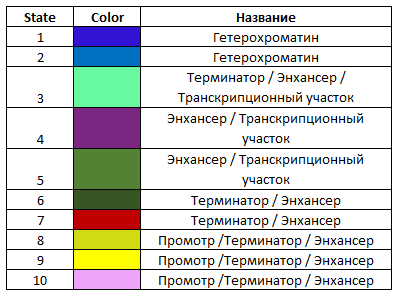 State Color Название
1 Гетерохроматин
2 Гетерохроматин
3 Терминатор / Энхансер /
Транскрипционный участок
4 Энхансер / Транскрипционный
участок
5 Энхансер / Транскрипционный
участок
6 Терминатор / Энхансер
7 Терминатор / Энхансер
8 Промотр /Терминатор / Энхансер
9 Промотр /Терминатор / Энхансер
10 Промотр /Терминатор / Энхансер